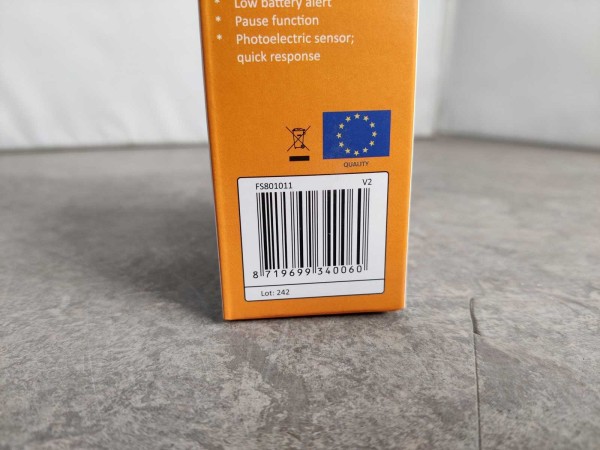 * Low battery alert
* Pause function
* Photoelectric sensor;
quick response
QUALITY
FS801011 V2
8 719699 340060
Lot: 242